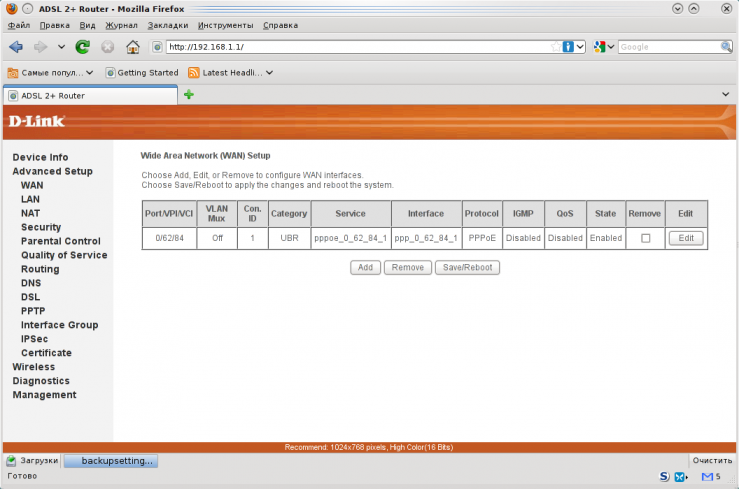 ADSL 2+ Router - Mozilla Firefox
Файл Правка Вид Журнал Закладки Инструменты Справка
http://192.168.1.1/
Google
Самые попул... Getting Started Latest Headli...
ADSL 2+ Router
D-Link
Device Info
Advanced Setup
WAN
LAN
NAT
Security
Parental Control
Quality of Service
Routing
DNS
DSL
PPTP
Interface Group
IPSec
Certificate
Wireless
Diagnostics
Management
Wide Area Network (WAN) Setup
Choose Add, Edit, or Remove to configure WAN interfaces.
Choose Save/Reboot to apply the changes and reboot the system.
Port/VPI/VCI VLAN Mux Con. ID Category Service Interface Protocol IGMP QoS State Remove Edit
0/62/84 Off 1 UBR pppoe_0_62_84_1 ppp_0_62_84_1 PPPoE Disabled Disabled Enabled Edit
Add Remove Save/Reboot
Recommend: 1024x768 pixels, High Color(16 Bits)
Загрузки backupsetting... Очистить
Готово S 5